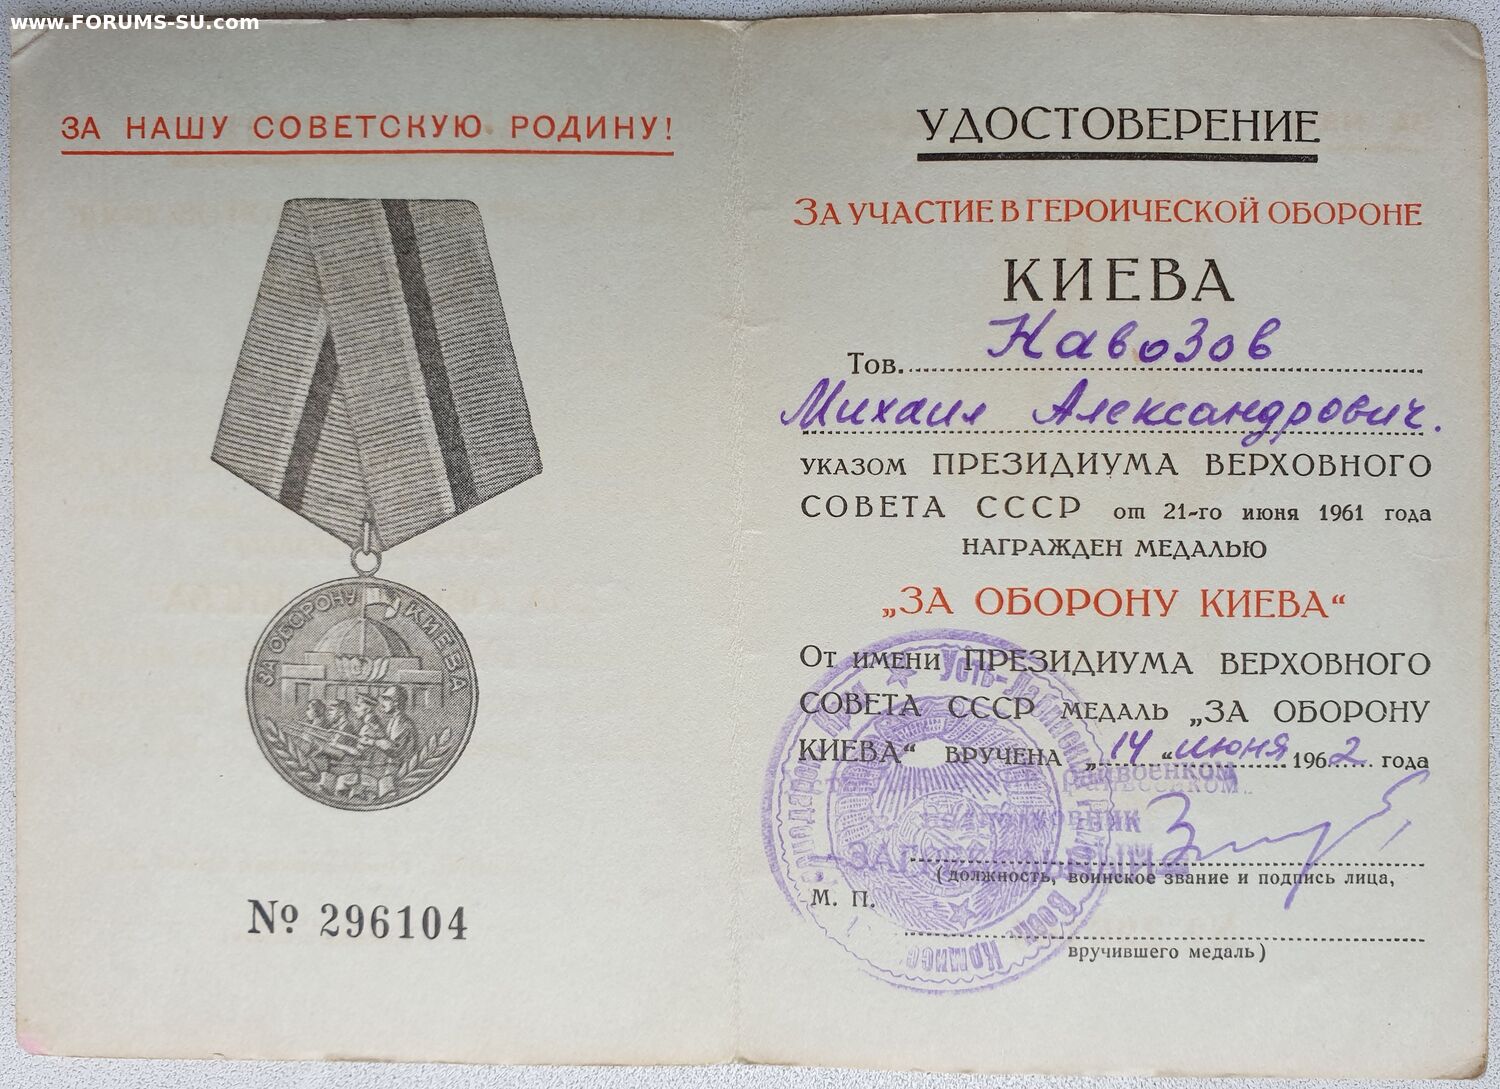 www.FORUMS-SU.com
ЗА НАШУ СОВЕТСКУЮ РОДИНУ!
ЗА ОБОРОНУ КИЕВА
№ 296104
УДОСТОВЕРЕНИЕ
ЗА УЧАСТИЕ В ГЕРОИЧЕСКОЙ ОБОРОНЕ
КИЕВА
Тов. Навозов
Михаил Александрович.
УКАЗОМ ПРЕЗИДИУМА ВЕРХОВНОГО
СОВЕТА СССР от 21-го июня 1961 года
НАГРАЖДЕН МЕДАЛЬЮ
„ЗА ОБОРОНУ КИЕВА“
От имени ПРЕЗИДИУМА ВЕРХОВНОГО
СОВЕТА СССР МЕДАЛЬ „ЗА ОБОРОНУ
КИЕВА“ ВРУЧЕНА „14“ июня 1962 года
райвоенком
подполковник
(должность, воинское звание и подпись лица,
М. П.
вручившего медаль)